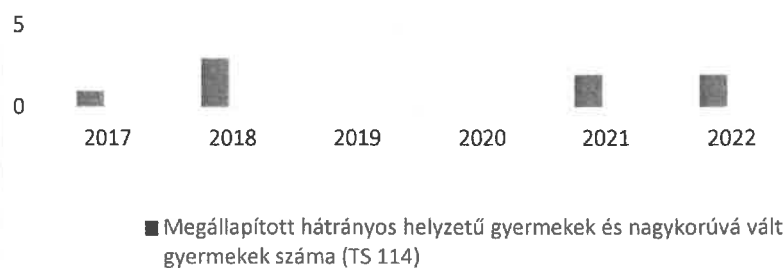 5
0
2017 2018 2019 2020 2021 2022
Megállapított hátrányos helyzetű gyermekek és nagykorúvá vált
gyermekek száma (TS 114)